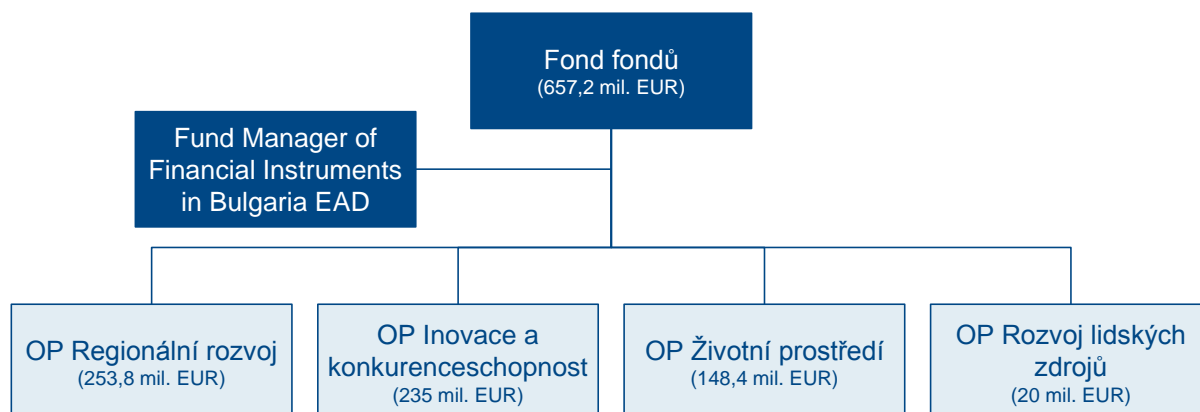 Fond fondů
(657,2 mil. EUR)
Fund Manager of
Financial Instruments
in Bulgaria EAD
OP Regionální rozvoj
(253,8 mil. EUR)
OP Inovace a
konkurenceschopnost
(235 mil. EUR)
OP Životní prostředí
(148,4 mil. EUR)
OP Rozvoj lidských
zdrojů
(20 mil. EUR)